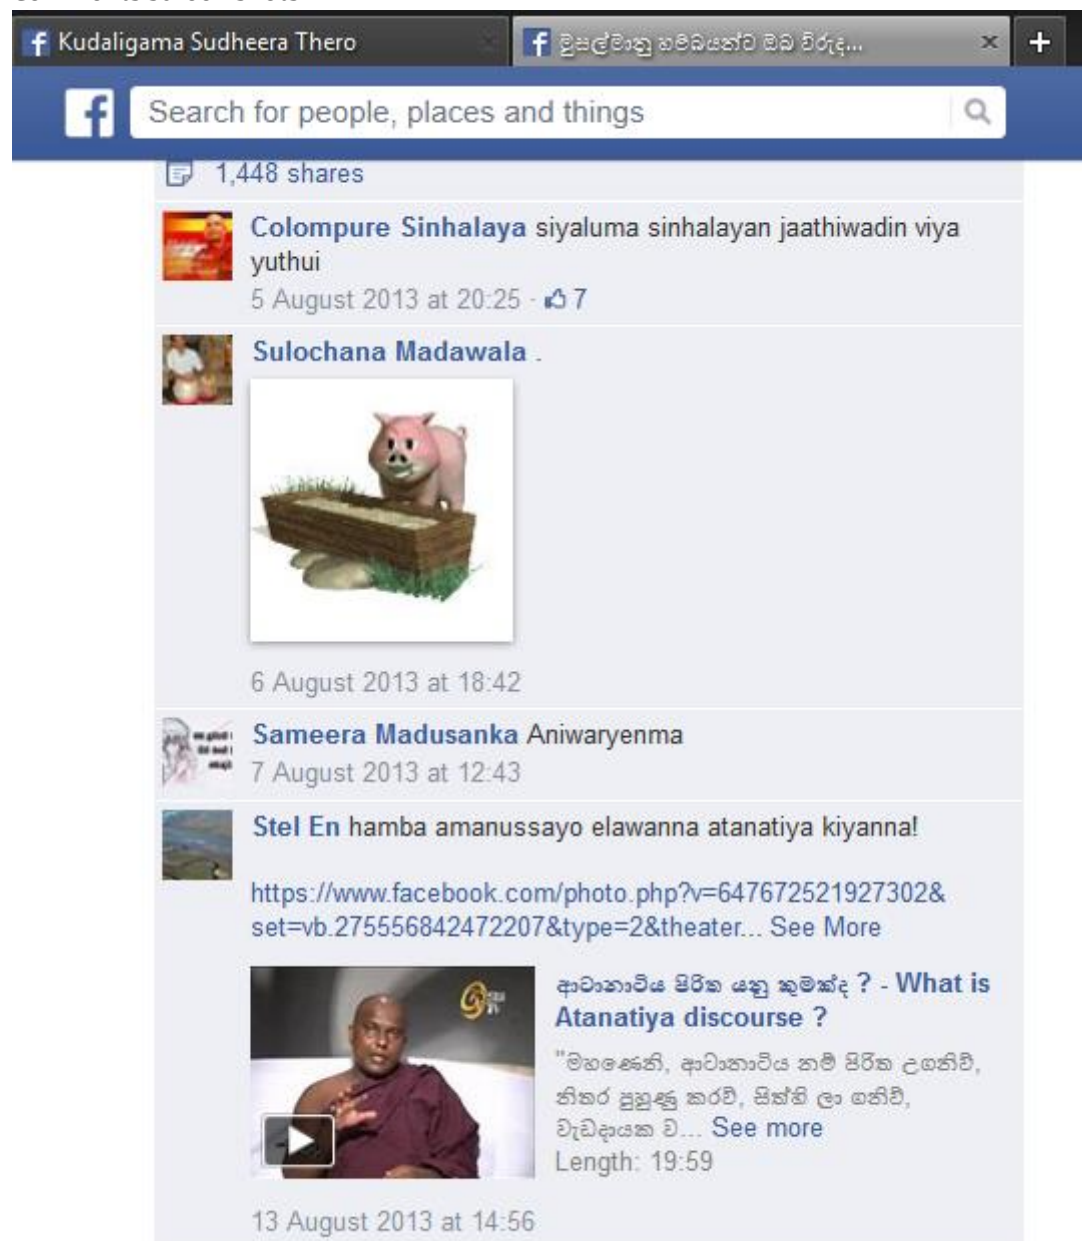 Kudaligama Sudheera Thero
මුසල්මානු හම්බයන්ට ඔබ විරුද...
Search for people, places and things
1,448 shares
Colompure Sinhalaya siyaluma sinhalayan jaathiwadin viya
yuthui
5 August 2013 at 20:25 · 7
Sulochana Madawala .
6 August 2013 at 18:42
Sameera Madusanka Aniwaryenma
7 August 2013 at 12:43
Stel En hamba amanussayo elawanna atanatiya kiyanna!
https://www.facebook.com/photo.php?v=647672521927302&
set=vb.275556842472207&type=2&theater... See More
ආටානාටිය පිරිත යනු කුමක්ද ? - What is
Atanatiya discourse ?
"මහණෙනි, ආටානාටිය නම් පිරිත උගනිව්,
නිතර පුහුණු කරව්, සිත්හි ලා ගනිව්,
වැඩදායක ව... See more
Length: 19:59
13 August 2013 at 14:56